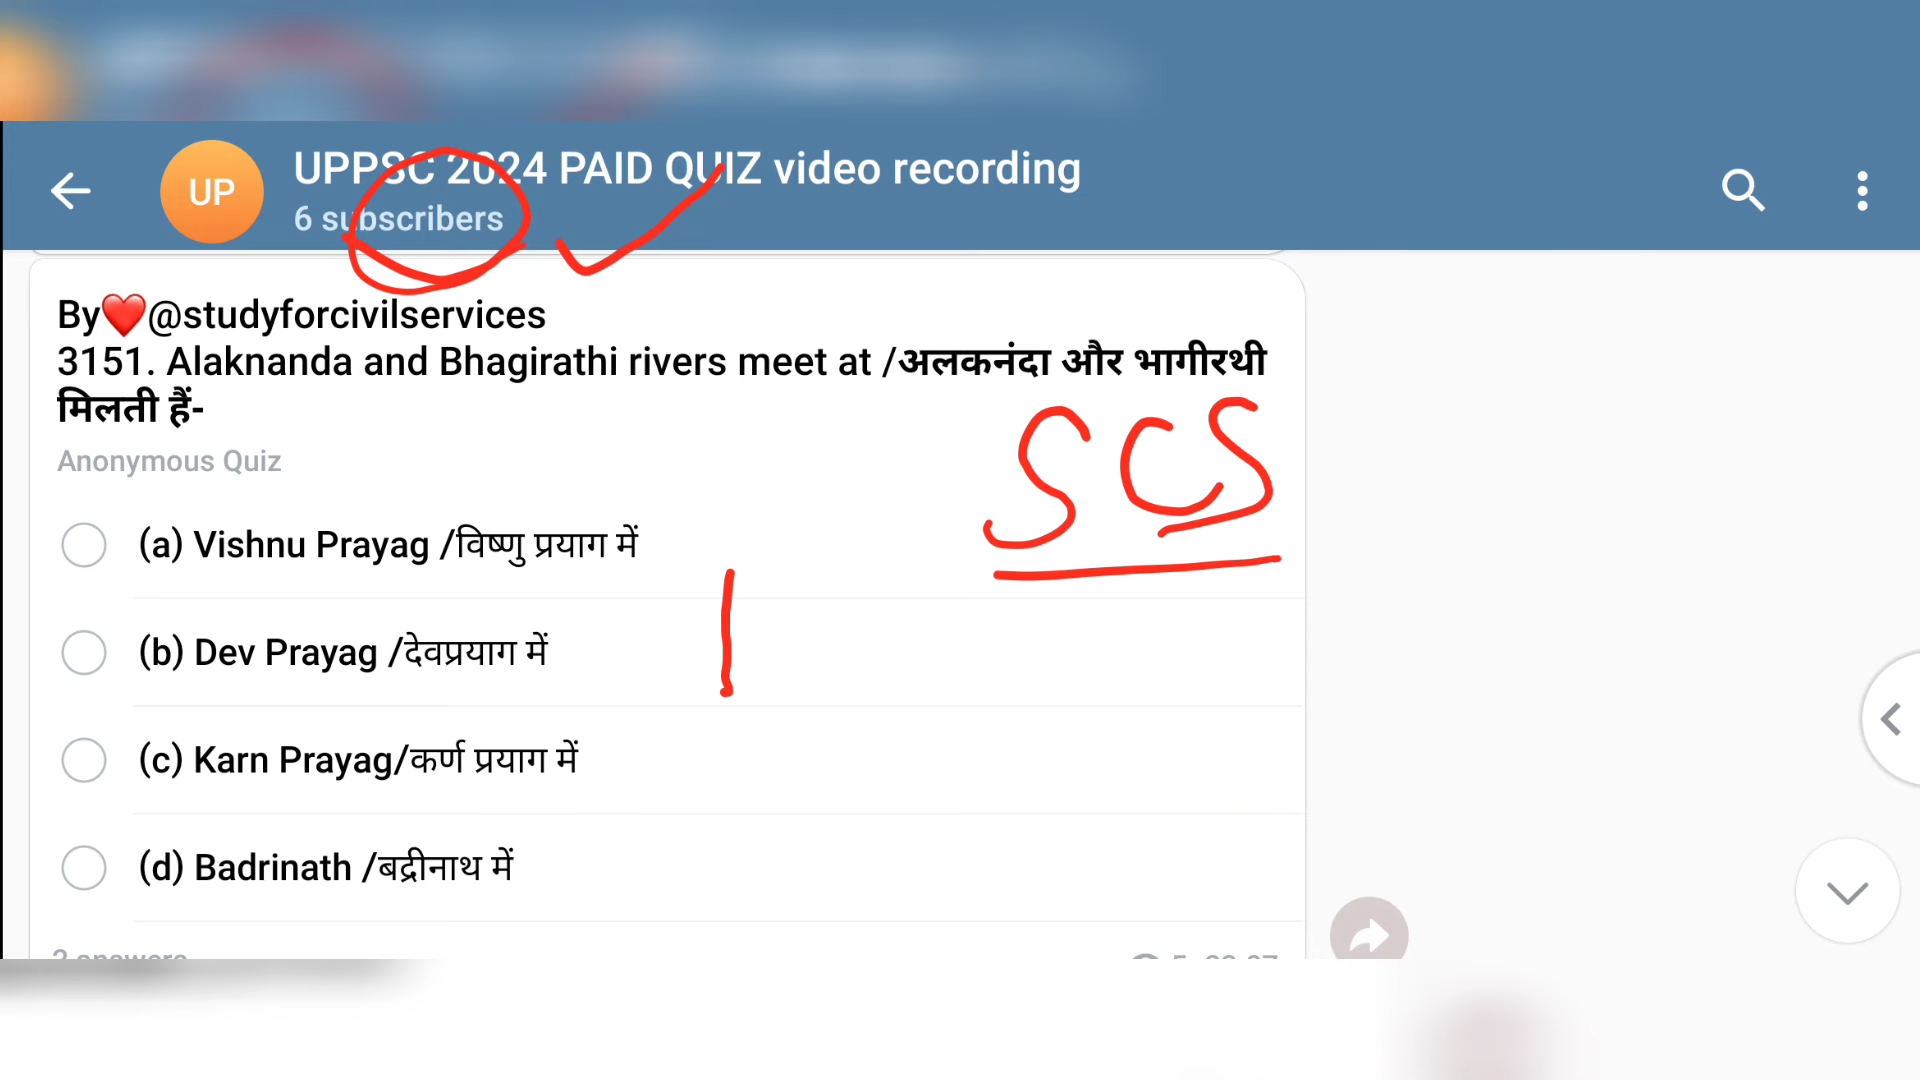 UPPSC 2024 PAID QUIZ video recording
UP
6 subscribers
By❤️@studyforcivilservices
3151. Alaknanda and Bhagirathi rivers meet at /अलकनंदा और भागीरथी
मिलती हैं-
SCS
Anonymous Quiz
(a) Vishnu Prayag /विष्णु प्रयाग में
(b) Dev Prayag /देवप्रयाग में
(c) Karn Prayag/कर्ण प्रयाग में
(d) Badrinath /बद्रीनाथ में
answers